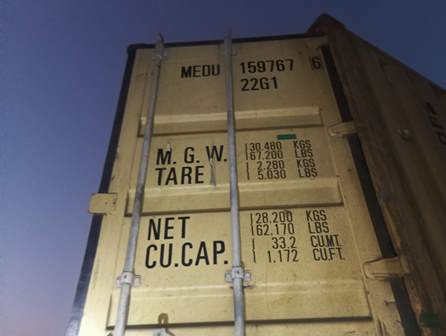 MEDU 159767 6
22G1
M.G.W. 30.480 KGS
67.200 LBS
TARE 2.280 KGS
5.030 LBS
NET 28.200 KGS
62.170 LBS
CU.CAP. 33.2 CU.MT.
1.172 CU.FT.